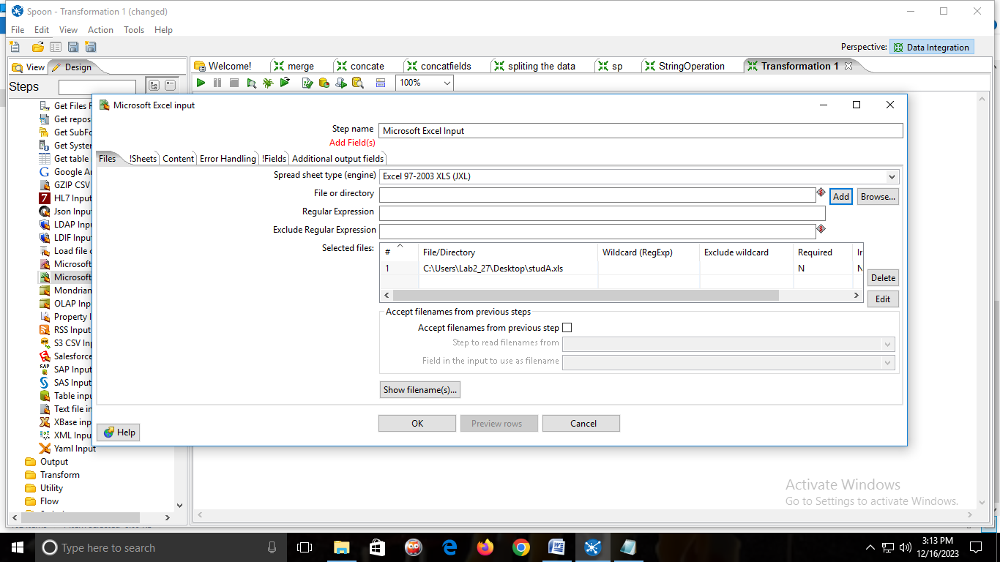 Spoon - Transformation 1 (changed)
File Edit View Action Tools Help
Perspective: Data Integration
View Design
Welcome! merge concate concatfields spliting the data sp StringOperation Transformation 1
Steps
100%
Get Files
Get repos
Get SubFo
Get System
Get table
Google An
GZIP CSV
HL7 Input
Json Input
LDAP Inpu
LDIF Input
Load file
Microsoft
Microsoft
Mondrian
OLAP Inp
Property I
RSS Input
S3 CSV In
Salesforce
SAP Input
SAS Input
Table inpu
Text file in
XBase inp
XML Inpu
Yaml Input
Output
Transform
Utility
Flow
Microsoft Excel input
Step name Microsoft Excel Input
Add Field(s)
Files !Sheets Content Error Handling !Fields Additional output fields
Spread sheet type (engine) Excel 97-2003 XLS (JXL)
File or directory Add Browse...
Regular Expression
Exclude Regular Expression
Selected files:
# File/Directory Wildcard (RegExp) Exclude wildcard Required
1 C:\Users\Lab2_27\Desktop\studA.xls N N
Delete
Edit
Accept filenames from previous steps
Accept filenames from previous step
Step to read filenames from
Field in the input to use as filename
Show filename(s)...
OK Preview rows Cancel
Help
Activate Windows
Go to Settings to activate Windows.
Type here to search
3:13 PM
12/16/2023